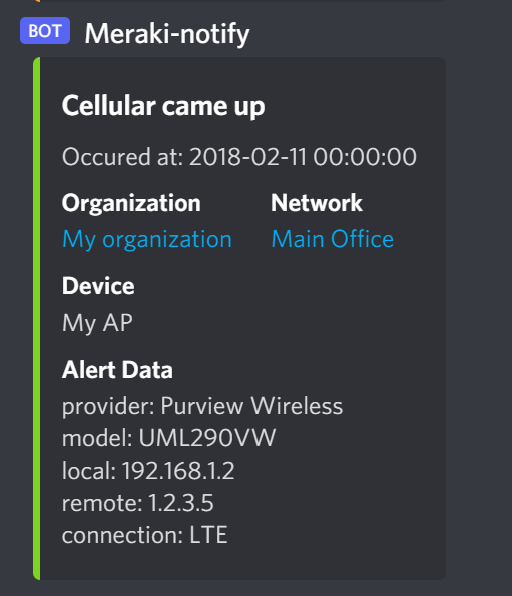 BOT Meraki-notify
Cellular came up
Occured at: 2018-02-11 00:00:00
Organization Network
My organization Main Office
Device
My AP
Alert Data
provider: Purview Wireless
model: UML290VW
local: 192.168.1.2
remote: 1.2.3.5
connection: LTE